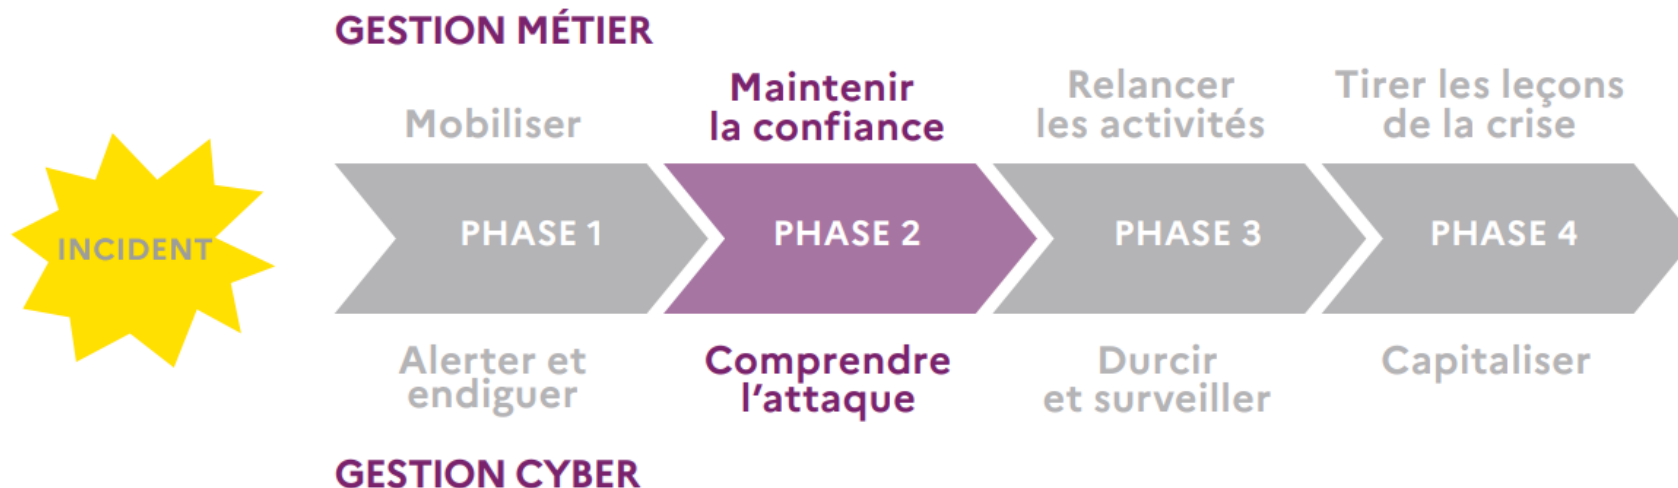 GESTION MÉTIER
Mobiliser
Maintenir
la confiance
Relancer
les activités
Tirer les leçons
de la crise
INCIDENT
PHASE 1
PHASE 2
PHASE 3
PHASE 4
Alerter et
endiguer
Comprendre
l’attaque
Durcir
et surveiller
Capitaliser
GESTION CYBER